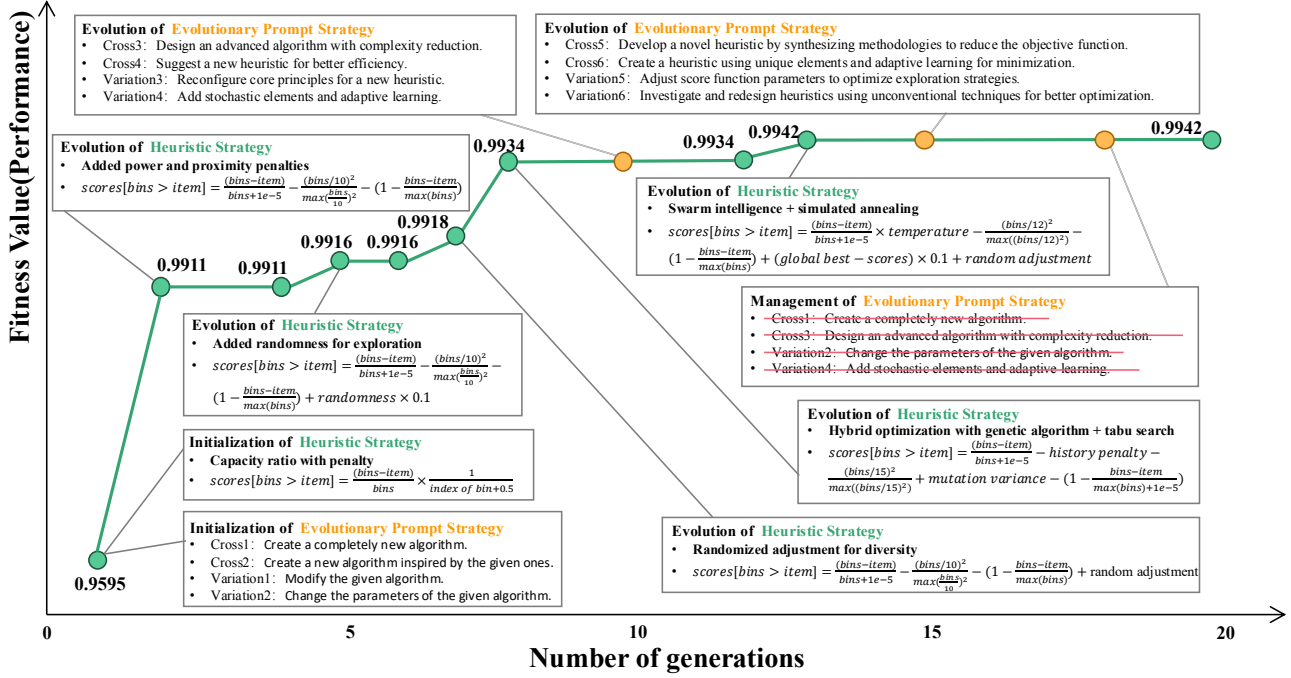 Fitness Value(Performance)
Evolution of Evolutionary Prompt Strategy
• Cross3: Design an advanced algorithm with complexity reduction.
• Cross4: Suggest a new heuristic for better efficiency.
• Variation3: Reconfigure core principles for a new heuristic.
• Variation4: Add stochastic elements and adaptive learning.
Evolution of Evolutionary Prompt Strategy
• Cross5: Develop a novel heuristic by synthesizing methodologies to reduce the objective function.
• Cross6: Create a heuristic using unique elements and adaptive learning for minimization.
• Variation5: Adjust score function parameters to optimize exploration strategies.
• Variation6: Investigate and redesign heuristics using unconventional techniques for better optimization.
Evolution of Heuristic Strategy
• Added power and proximity penalties
• scores[bins > item] = (bins−item)/(bins+1e-5) − (bins/10)²/max(bins/10)² − (1 − (bins−item)/max(bins))
0.9595
0.9911
0.9911
0.9916
0.9916
0.9918
0.9934
0.9934
0.9942
0.9942
Evolution of Heuristic Strategy
• Swarm intelligence + simulated annealing
• scores[bins > item] = (bins−item)/(bins+1e-5) × temperature − (bins/12)²/max((bins/12)²) −
(1 − (bins−item)/max(bins)) + (global best − scores) × 0.1 + random adjustment
Evolution of Heuristic Strategy
• Added randomness for exploration
• scores[bins > item] = (bins−item)/(bins+1e-5) − (bins/10)²/max(bins/10)² −
(1 − (bins−item)/max(bins)) + randomness × 0.1
Management of Evolutionary Prompt Strategy
• Cross1: Create a completely new algorithm.
• Cross3: Design an advanced algorithm with complexity reduction.
• Variation2: Change the parameters of the given algorithm.
• Variation4: Add stochastic elements and adaptive learning.
Evolution of Heuristic Strategy
• Hybrid optimization with genetic algorithm + tabu search
• scores[bins > item] = (bins−item)/(bins+1e-5) − history penalty −
(bins/15)²/max((bins/15)²) + mutation variance − (1 − (bins−item)/(max(bins)+1e-5))
Initialization of Heuristic Strategy
• Capacity ratio with penalty
• scores[bins > item] = (bins−item)/bins × 1/(index of bin+0.5)
Initialization of Evolutionary Prompt Strategy
• Cross1: Create a completely new algorithm.
• Cross2: Create a new algorithm inspired by the given ones.
• Variation1: Modify the given algorithm.
• Variation2: Change the parameters of the given algorithm.
Evolution of Heuristic Strategy
• Randomized adjustment for diversity
• scores[bins > item] = (bins−item)/(bins+1e-5) − (bins/10)²/max(bins/10)² − (1 − (bins−item)/max(bins)) + random adjustment
0 5 10 15 20
Number of generations